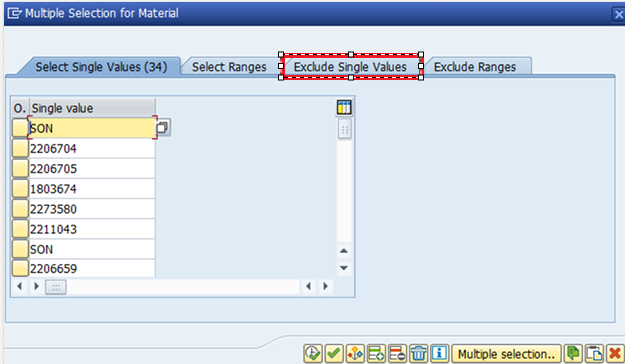 Multiple Selection for Material
Select Single Values (34) Select Ranges Exclude Single Values Exclude Ranges
O. Single value
SON
2206704
2206705
1803674
2273580
2211043
SON
2206659
Multiple selection..